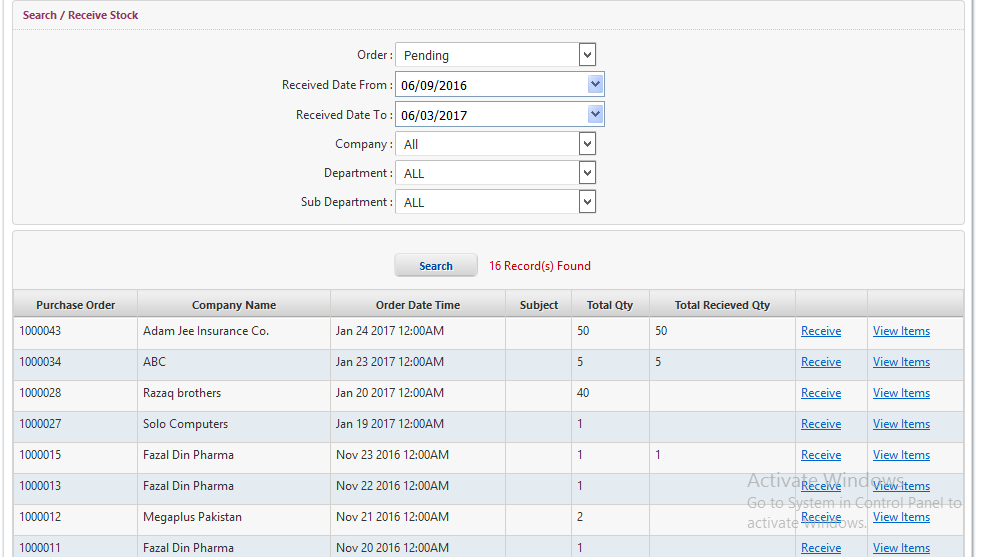 Search / Receive Stock
Order : Pending
Received Date From : 06/09/2016
Received Date To : 06/03/2017
Company : All
Department : ALL
Sub Department : ALL
Search 16 Record(s) Found
Purchase Order Company Name Order Date Time Subject Total Qty Total Recieved Qty
1000043 Adam Jee Insurance Co. Jan 24 2017 12:00AM 50 50 Receive View Items
1000034 ABC Jan 23 2017 12:00AM 5 5 Receive View Items
1000028 Razaq brothers Jan 20 2017 12:00AM 40 Receive View Items
1000027 Solo Computers Jan 19 2017 12:00AM 1 Receive View Items
1000015 Fazal Din Pharma Nov 23 2016 12:00AM 1 1 Receive View Items
1000013 Fazal Din Pharma Nov 22 2016 12:00AM 1 Receive View Items
1000012 Megaplus Pakistan Nov 21 2016 12:00AM 2 Receive View Items
1000011 Fazal Din Pharma Nov 20 2016 12:00AM 1 Receive View Items
Activate Windows
Go to System in Control Panel to
activate Windows.